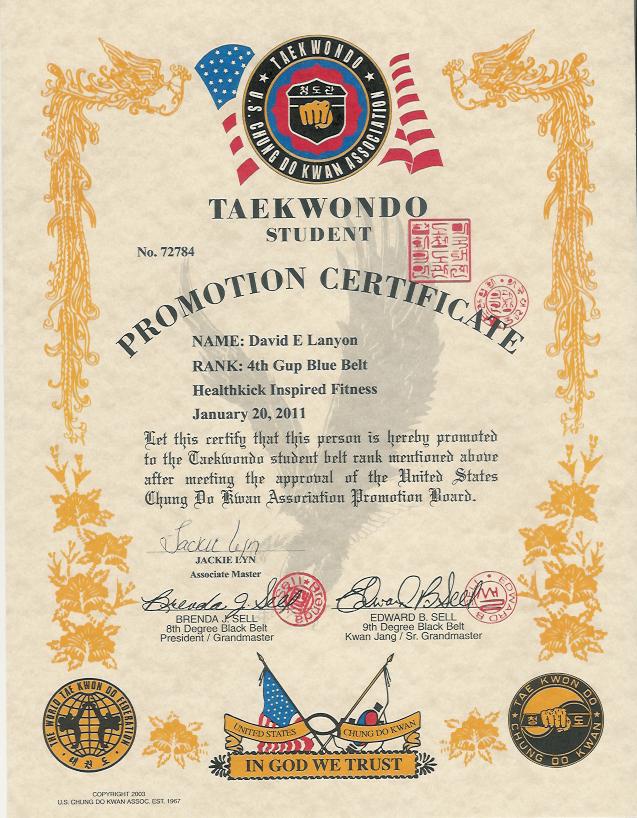 TAEKWONDO
U.S. CHUNG DO KWAN ASSOCIATION
청도관
TAEKWONDO
STUDENT
No. 72784
PROMOTION CERTIFICATE
NAME: David E Lanyon
RANK: 4th Gup Blue Belt
Healthkick Inspired Fitness
January 20, 2011
Let this certify that this person is hereby promoted
to the Taekwondo student belt rank mentioned above
after meeting the approval of the United States
Chung Do Kwan Association Promotion Board.
Jackie Lyn
JACKIE LYN
Associate Master
Brenda J. Sell
Edward B. Sell
BRENDA J. SELL
8th Degree Black Belt
President / Grandmaster
EDWARD B. SELL
9th Degree Black Belt
Kwan Jang / Sr. Grandmaster
THE WORLD TAE KWON DO FEDERATION
UNITED STATES
CHUNG DO KWAN
IN GOD WE TRUST
TAE KWON DO
CHUNG DO KWAN
COPYRIGHT 2003
U.S. CHUNG DO KWAN ASSOC. EST. 1967